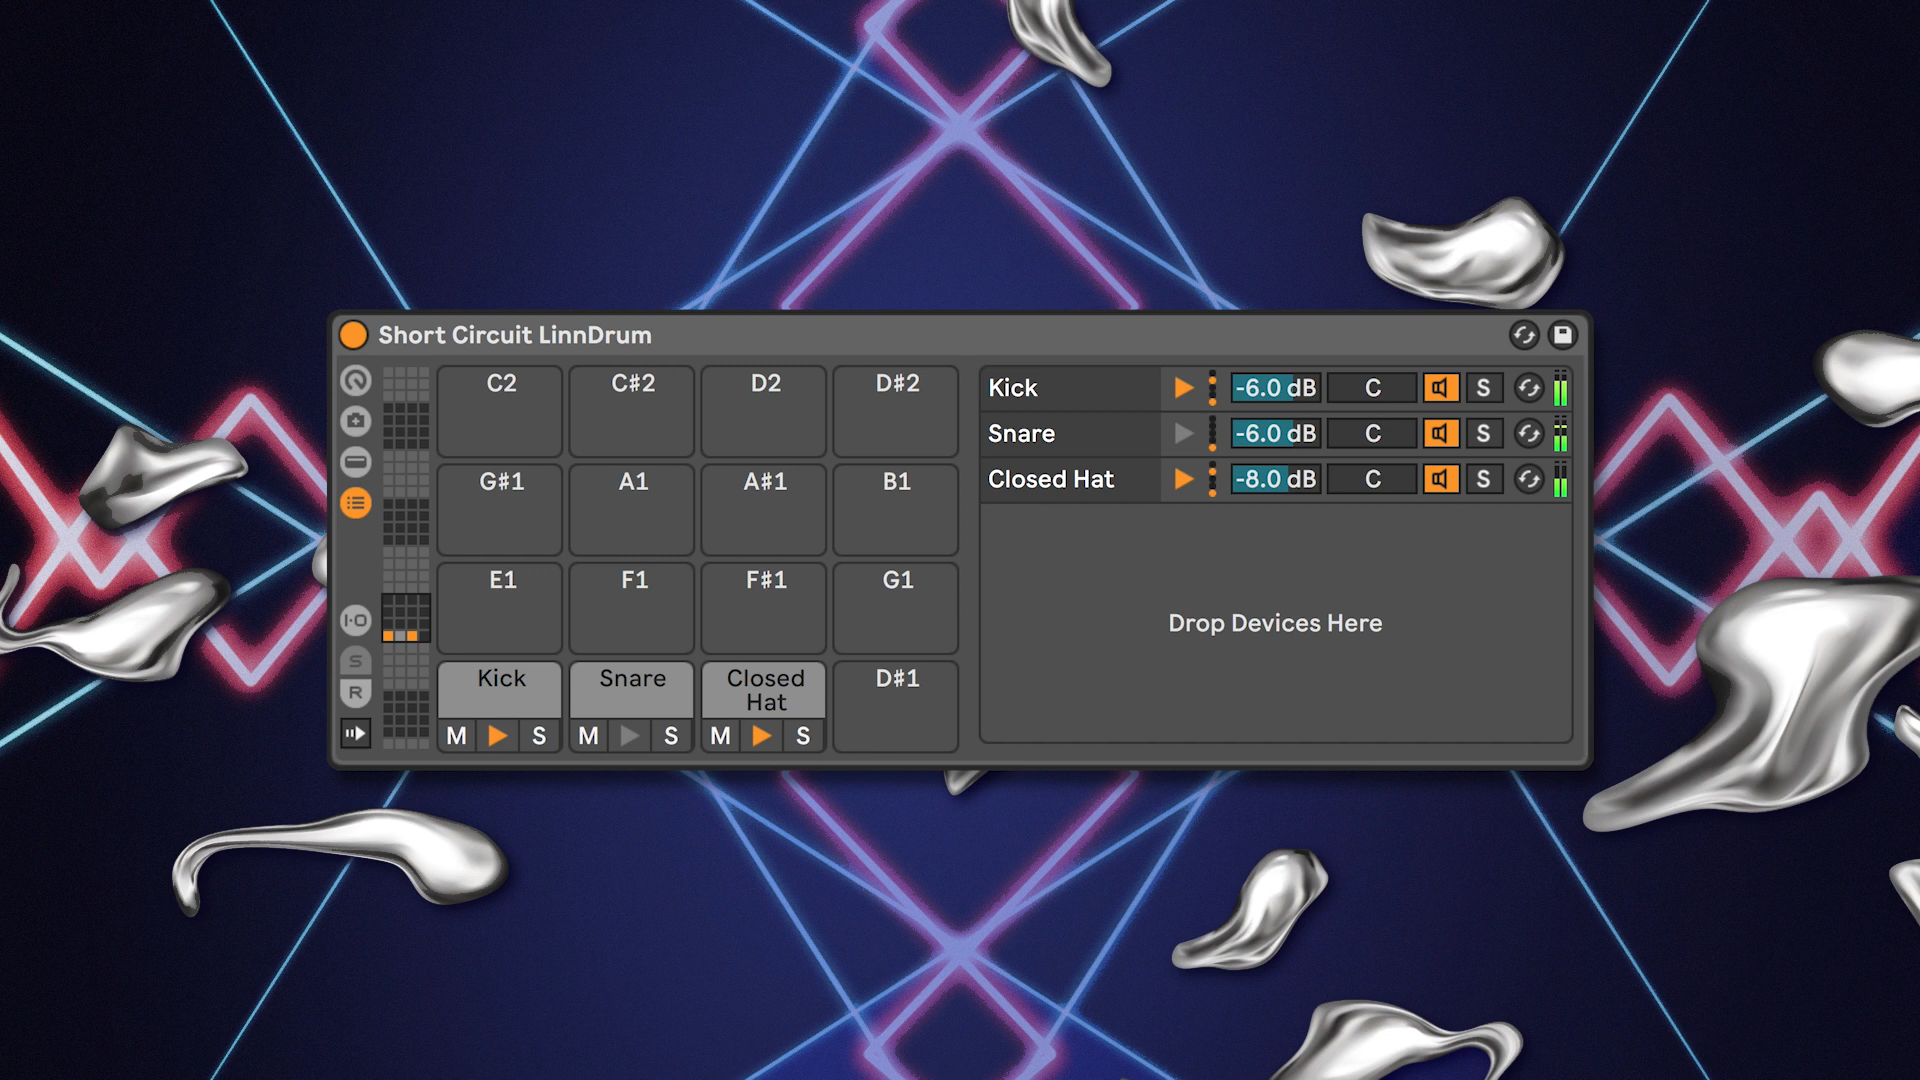 Short Circuit LinnDrum
C2 C#2 D2 D#2
G#1 A1 A#1 B1
E1 F1 F#1 G1
Kick Snare Closed Hat D#1
M S M S M S
I-O
S
R
Kick -6.0 dB C S
Snare -6.0 dB C S
Closed Hat -8.0 dB C S
Drop Devices Here